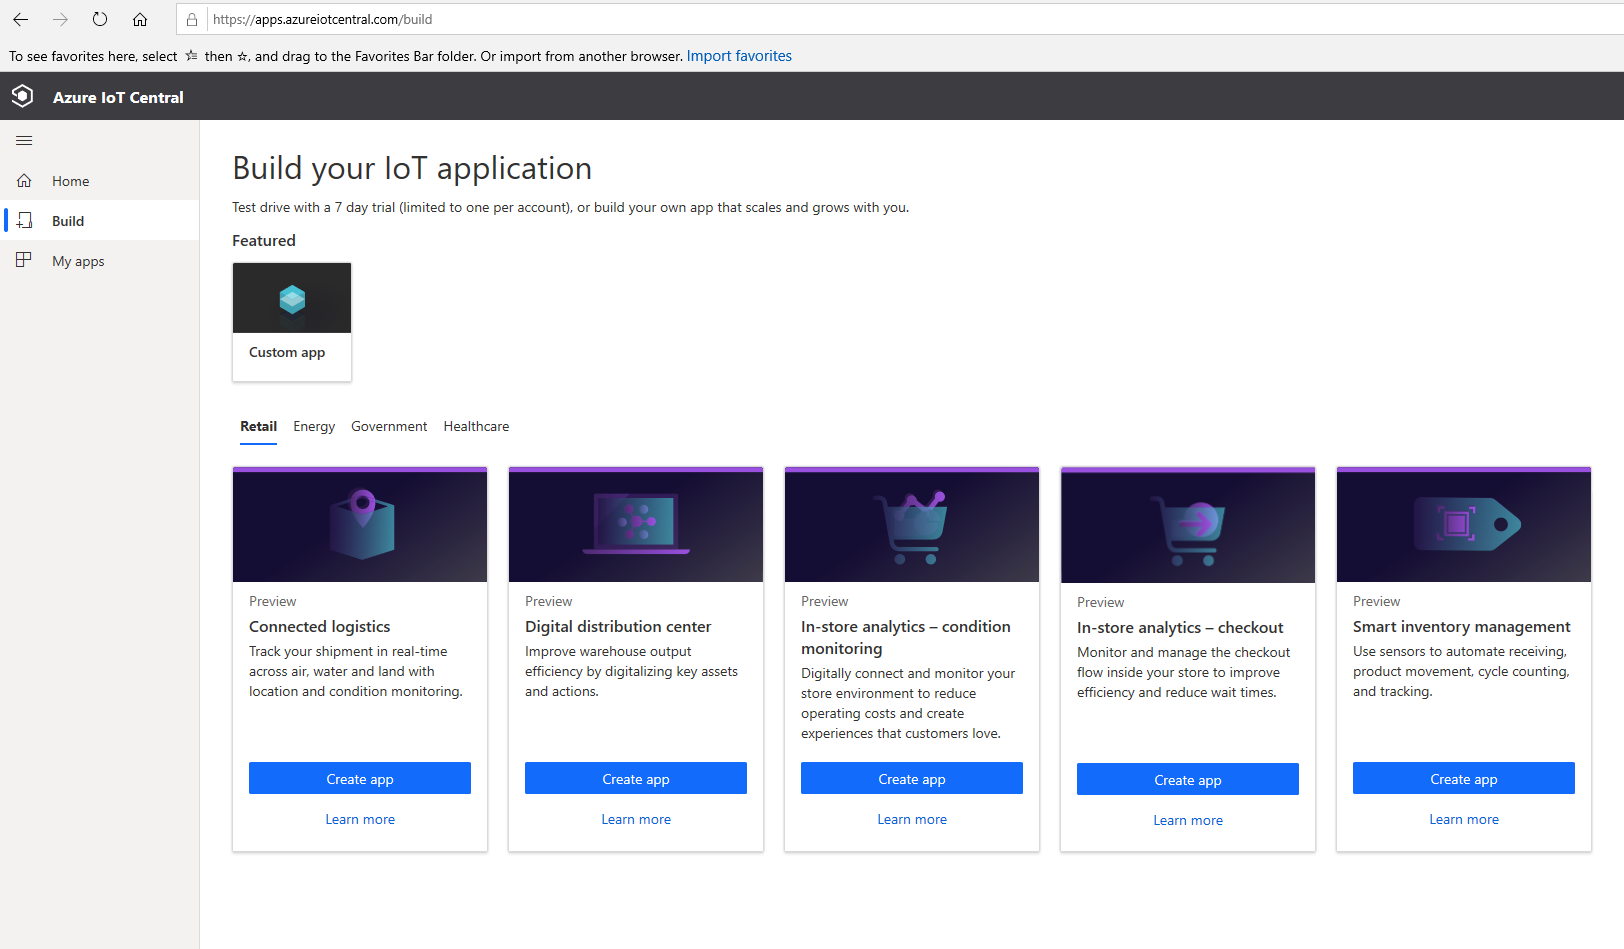 https://apps.azureiotcentral.com/build
To see favorites here, select then , and drag to the Favorites Bar folder. Or import from another browser. Import favorites
Azure IoT Central
Home
Build
My apps
Build your IoT application
Test drive with a 7 day trial (limited to one per account), or build your own app that scales and grows with you.
Featured
Custom app
Retail Energy Government Healthcare
Preview
Connected logistics
Track your shipment in real-time
across air, water and land with
location and condition monitoring.
Create app
Learn more
Preview
Digital distribution center
Improve warehouse output
efficiency by digitalizing key assets
and actions.
Create app
Learn more
Preview
In-store analytics – condition
monitoring
Digitally connect and monitor your
store environment to reduce
operating costs and create
experiences that customers love.
Create app
Learn more
Preview
In-store analytics – checkout
Monitor and manage the checkout
flow inside your store to improve
efficiency and reduce wait times.
Create app
Learn more
Preview
Smart inventory management
Use sensors to automate receiving,
product movement, cycle counting,
and tracking.
Create app
Learn more